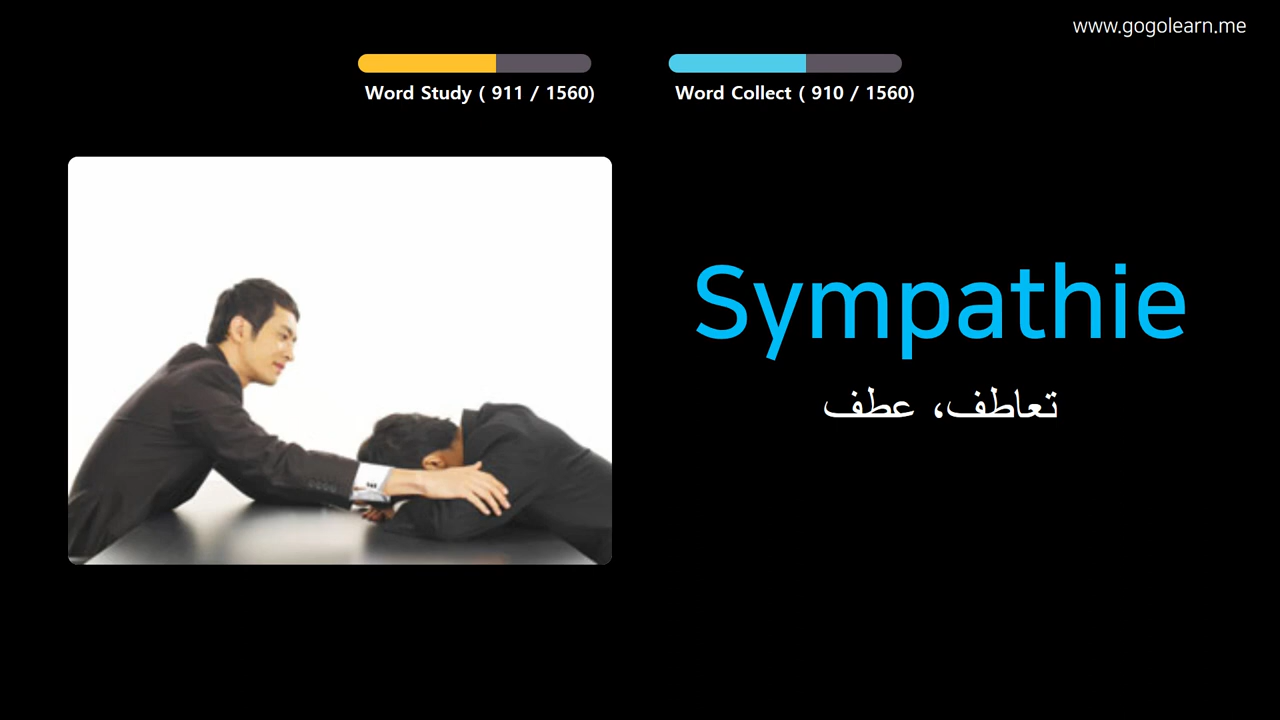 www.gogolearn.me
Word Study ( 911 / 1560)
Word Collect ( 910 / 1560)
Sympathie
تعاطف، عطف